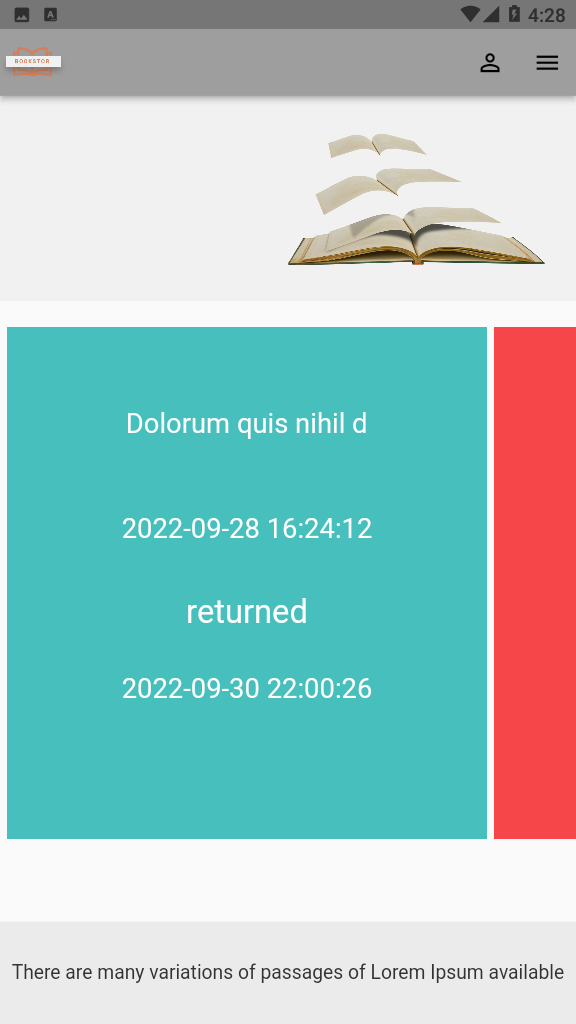 4:28
BOOKSTOR
Dolorum quis nihil d
2022-09-28 16:24:12
returned
2022-09-30 22:00:26
There are many variations of passages of Lorem Ipsum available